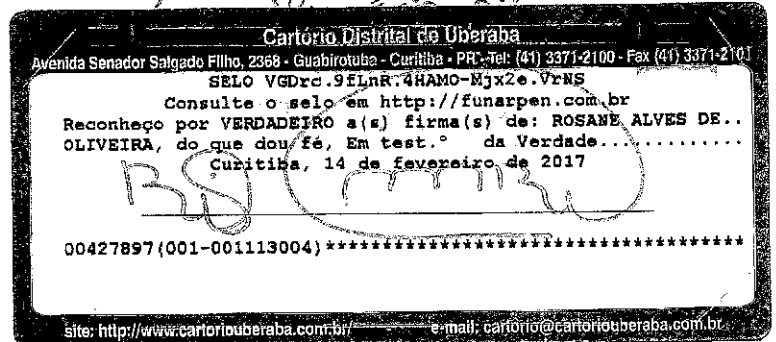 Cartório Distrital de Uberaba
Avenida Senador Salgado Filho, 2368 - Guabirotuba - Curitiba - PR - Tel: (41) 3371-2100 - Fax (41) 3371-2101
SELO VGDrc.9fLnR.4HAMO-Mjx2e.VrNS
Consulte o selo em http://funarpen.com.br
Reconheço por VERDADEIRO a(s) firma(s) de: ROSANE ALVES DE..
OLIVEIRA, do que dou fé, Em test.° da Verdade.............
Curitiba, 14 de fevereiro de 2017
00427897(001-001113004)************************************
site: http://www.cartoriouberaba.com.br/ e-mail: cartorio@cartoriouberaba.com.br